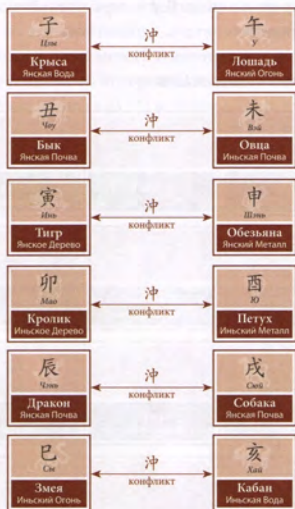 子
Цзы
Крыса
Янская Вода
沖
конфликт
午
У
Лошадь
Янский Огонь
丑
Чоу
Бык
Янская Почва
沖
конфликт
未
Вэй
Овца
Иньская Почва
寅
Инь
Тигр
Янское Дерево
沖
конфликт
申
Шэнь
Обезьяна
Янский Металл
卯
Мао
Кролик
Иньское Дерево
沖
конфликт
酉
Ю
Петух
Иньский Металл
辰
Чэнь
Дракон
Янская Почва
沖
конфликт
戌
Сюй
Собака
Янская Почва
巳
Сы
Змея
Иньский Огонь
沖
конфликт
亥
Хай
Кабан
Иньская Вода